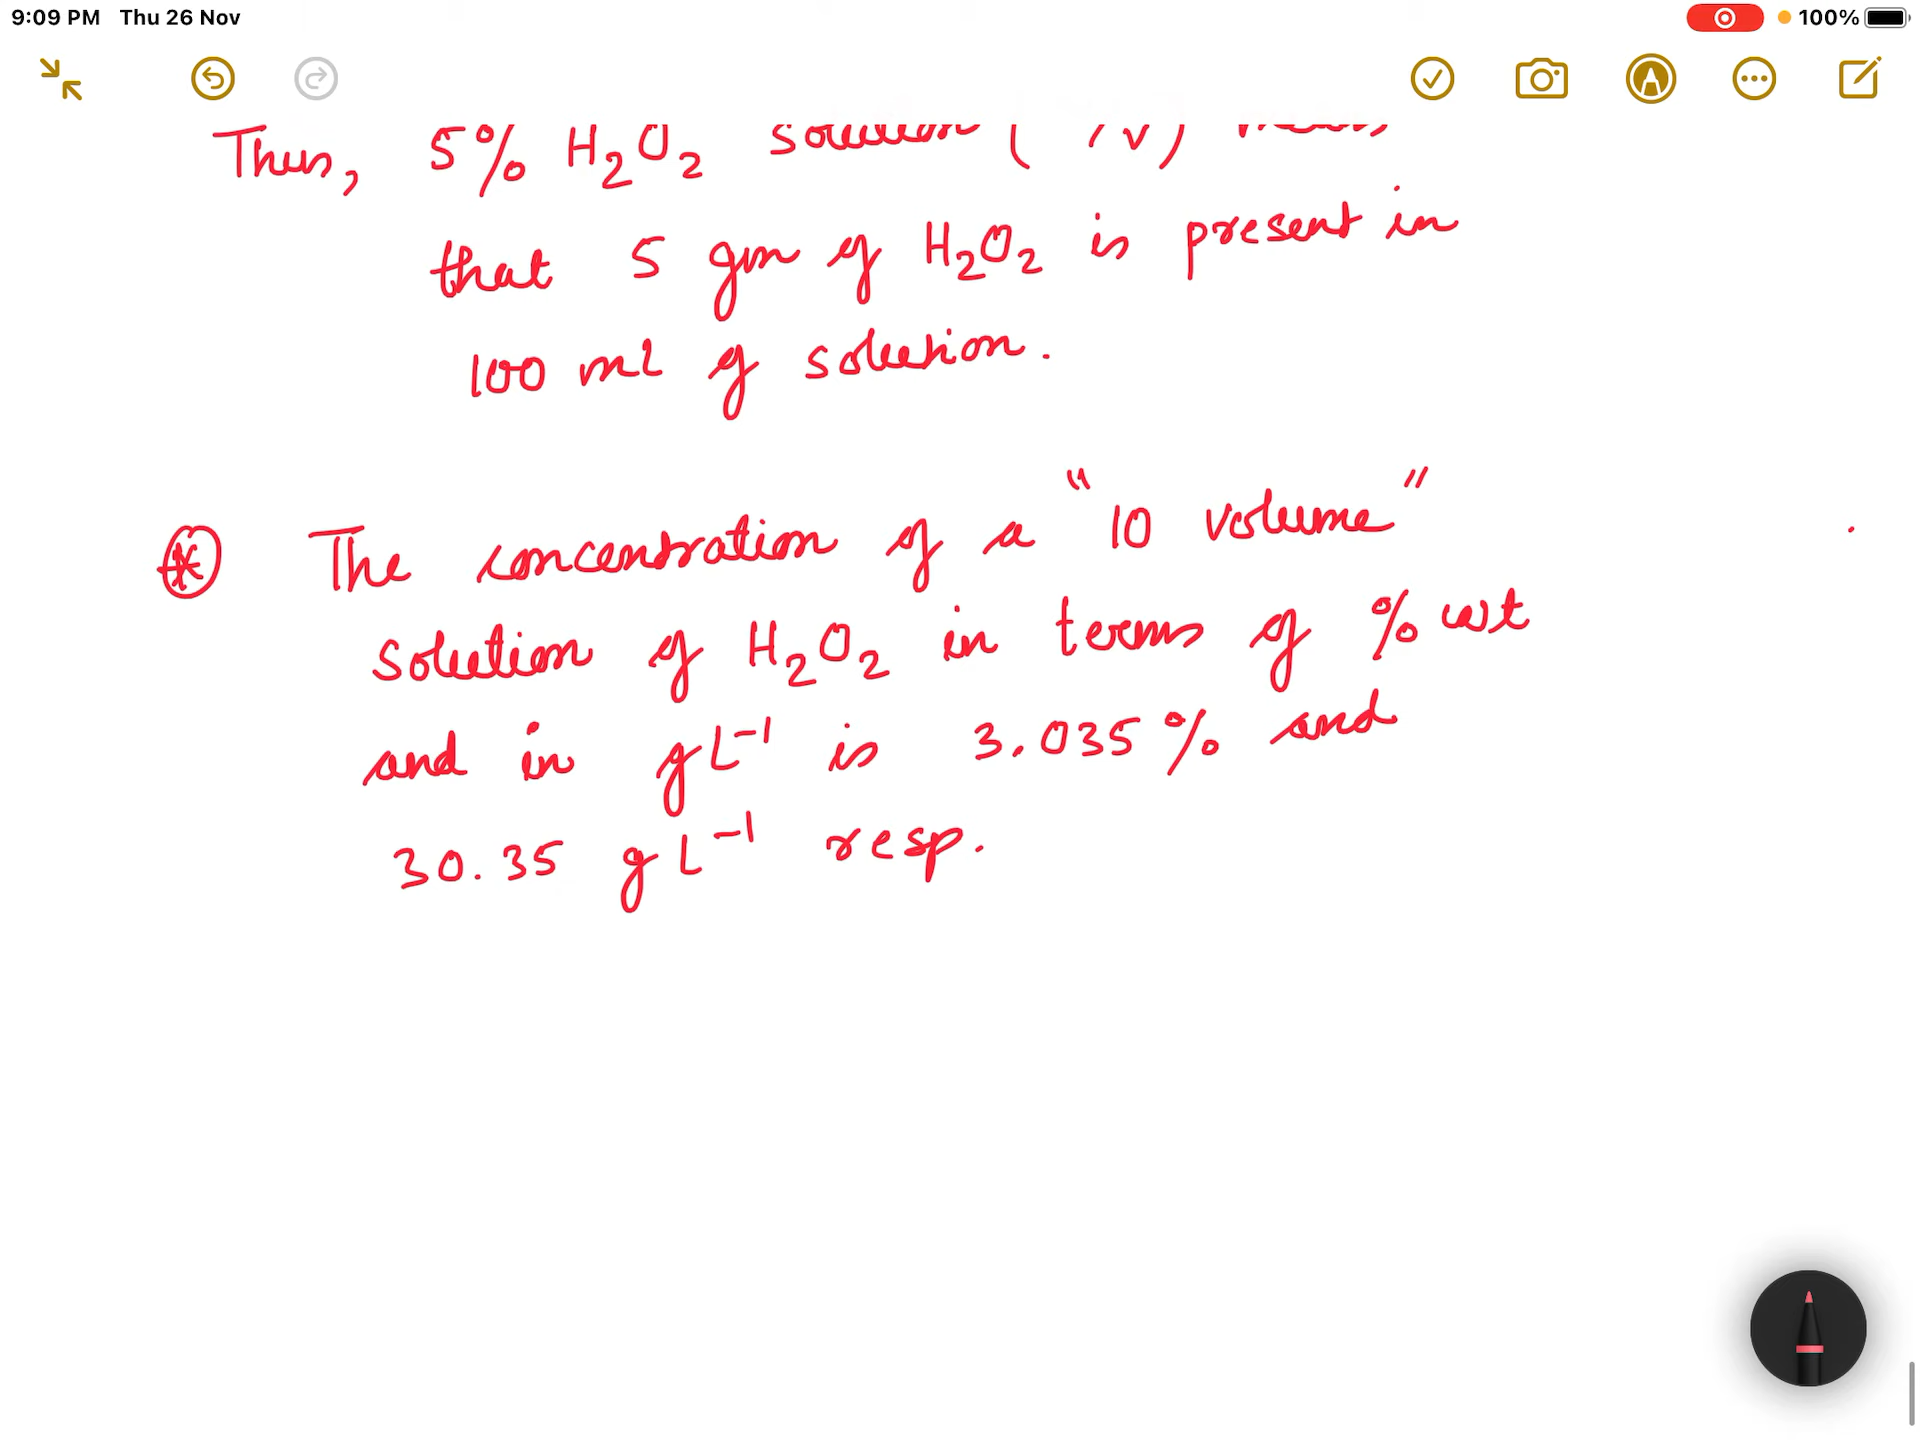 9:09 PM Thu 26 Nov
100%
Thus, 5% H₂O₂ solution ( /V) means
that 5 gm of H₂O₂ is present in
100 ml of solution.
The concentration of a "10 volume"
solution of H₂O₂ in terms of % wt
and in gL⁻¹ is 3.035% and
30.35 gL⁻¹ resp.